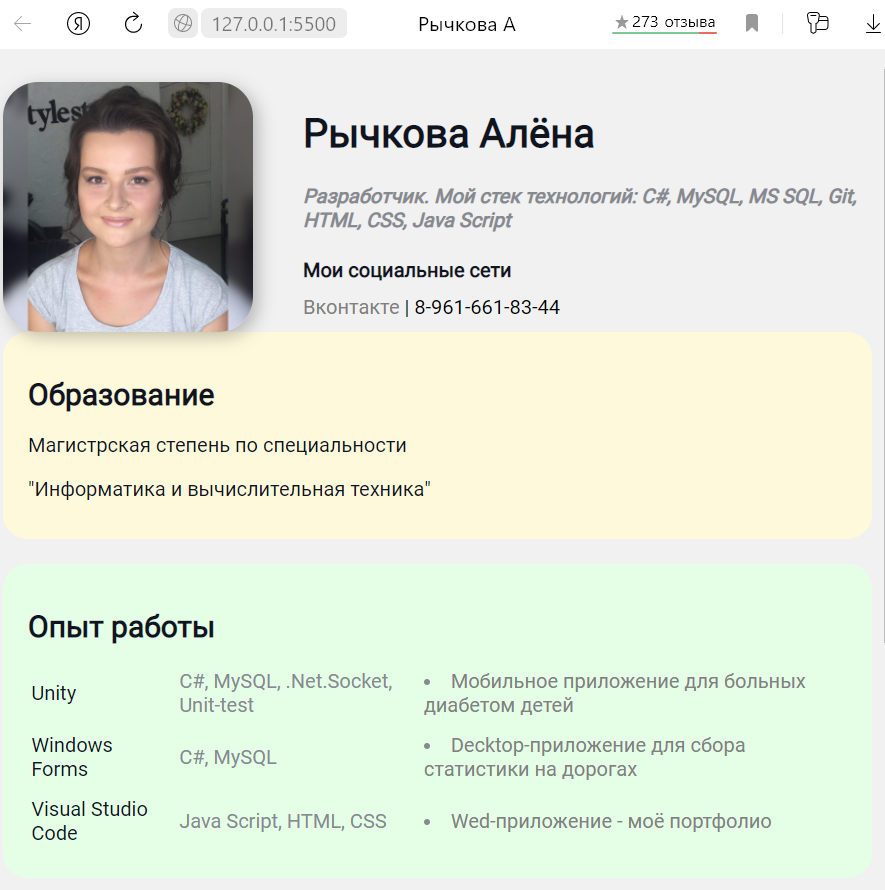 Я
127.0.0.1:5500
Рычкова А
★ 273 отзыва
tylest
Рычкова Алёна
Разработчик. Мой стек технологий: C#, MySQL, MS SQL, Git,
HTML, CSS, Java Script
Мои социальные сети
Вконтакте | 8-961-661-83-44
Образование
Магистрская степень по специальности
"Информатика и вычислительная техника"
Опыт работы
Unity
C#, MySQL, .Net.Socket,
Unit-test
• Мобильное приложение для больных
диабетом детей
Windows
Forms
C#, MySQL
• Decktop-приложение для сбора
статистики на дорогах
Visual Studio
Code
Java Script, HTML, CSS
• Wed-приложение - моё портфолио